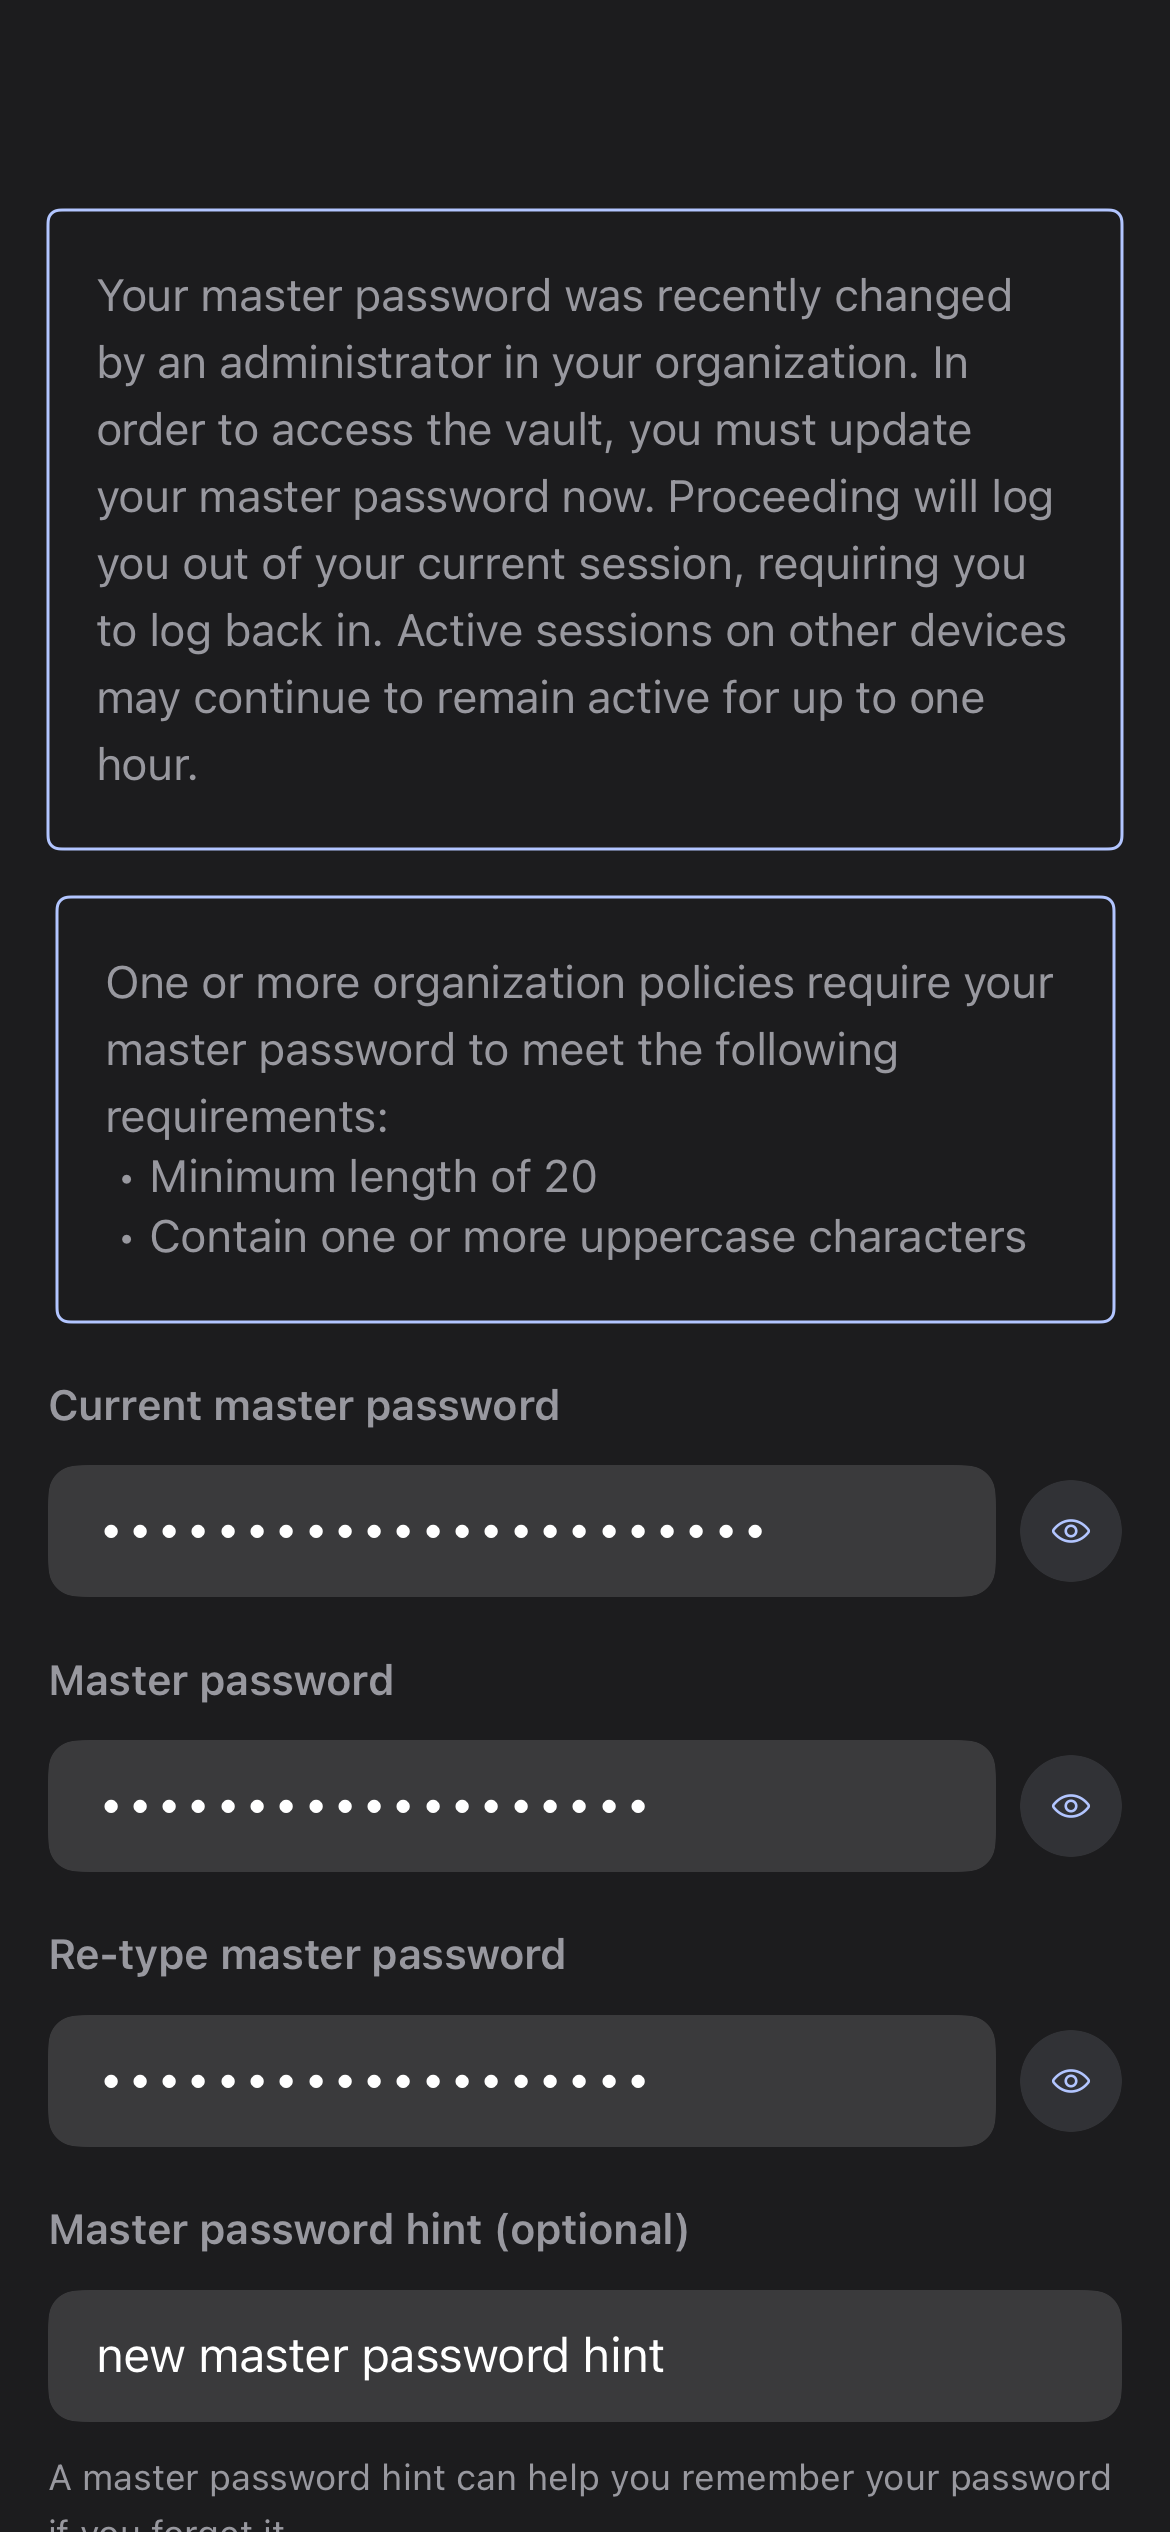 Your master password was recently changed
by an administrator in your organization. In
order to access the vault, you must update
your master password now. Proceeding will log
you out of your current session, requiring you
to log back in. Active sessions on other devices
may continue to remain active for up to one
hour.
One or more organization policies require your
master password to meet the following
requirements:
• Minimum length of 20
• Contain one or more uppercase characters
Current master password
•••••••••••••••••••••••
Master password
•••••••••••••••••••
Re-type master password
•••••••••••••••••••
Master password hint (optional)
new master password hint
A master password hint can help you remember your password
if you forget it.